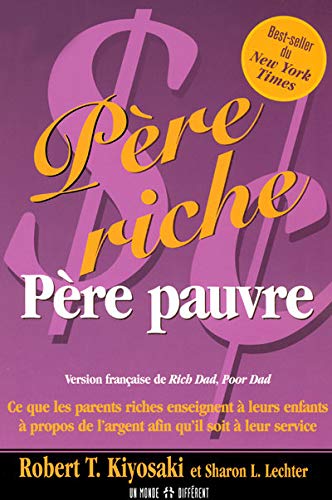 Best-seller
du
New York
Times
Père
riche
Père pauvre
Version française de Rich Dad, Poor Dad
Ce que les parents riches enseignent à leurs enfants
à propos de l'argent afin qu'il soit à leur service
Robert T. Kiyosaki et Sharon L. Lechter
UN MONDE DIFFÉRENT